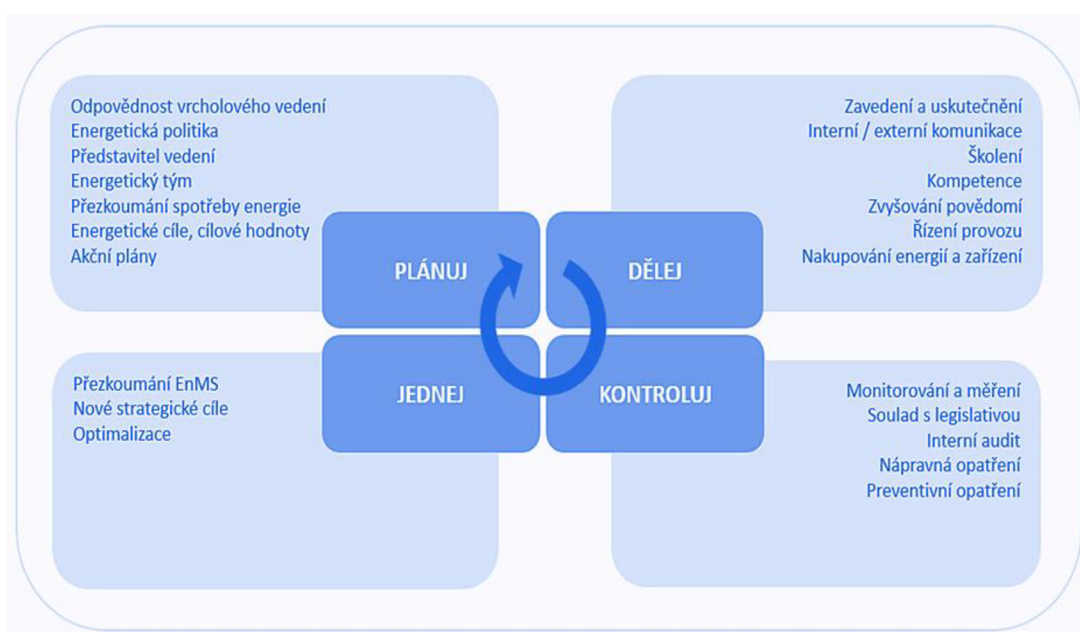 Odpovědnost vrcholového vedení
Energetická politika
Představitel vedení
Energetický tým
Přezkoumání spotřeby energie
Energetické cíle, cílové hodnoty
Akční plány
PLÁNUJ
Zavedení a uskutečnění
Interní / externí komunikace
Školení
Kompetence
Zvyšování povědomí
Řízení provozu
Nakupování energií a zařízení
DĚLEJ
Přezkoumání EnMS
Nové strategické cíle
Optimalizace
JEDNEJ
KONTROLUJ
Monitorování a měření
Soulad s legislativou
Interní audit
Nápravná opatření
Preventivní opatření